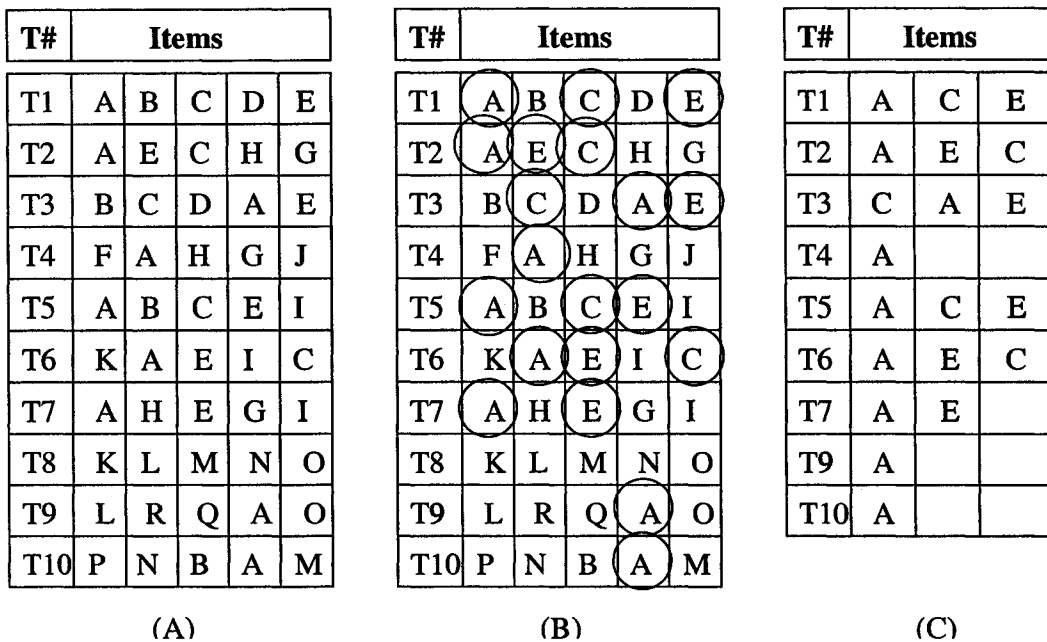 T# Items
T1 A B C D E
T2 A E C H G
T3 B C D A E
T4 F A H G J
T5 A B C E I
T6 K A E I C
T7 A H E G I
T8 K L M N O
T9 L R Q A O
T10 P N B A M
(A)
T# Items
T1 A B C D E
T2 A E C H G
T3 B C D A E
T4 F A H G J
T5 A B C E I
T6 K A E I C
T7 A H E G I
T8 K L M N O
T9 L R Q A O
T10 P N B A M
(B)
T# Items
T1 A C E
T2 A E C
T3 C A E
T4 A
T5 A C E
T6 A E C
T7 A E
T9 A
T10 A
(C)